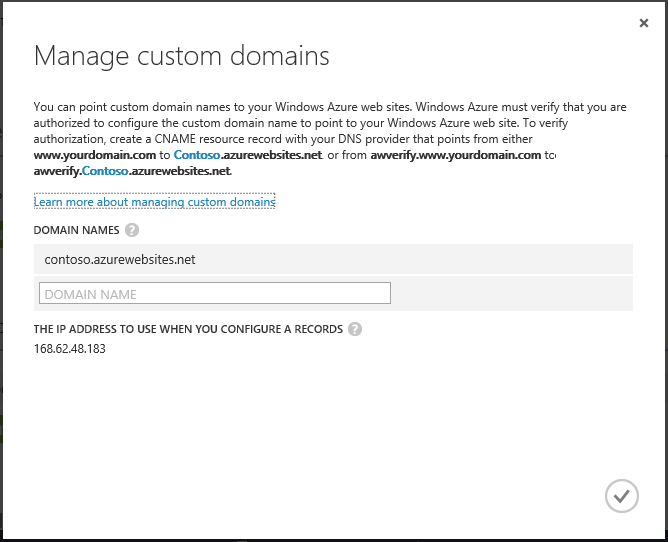 Manage custom domains
You can point custom domain names to your Windows Azure web sites. Windows Azure must verify that you are
authorized to configure the custom domain name to point to your Windows Azure web site. To verify
authorization, create a CNAME resource record with your DNS provider that points from either
www.yourdomain.com to Contoso.azurewebsites.net, or from awverify.www.yourdomain.com to
awverify.Contoso.azurewebsites.net.
Learn more about managing custom domains
DOMAIN NAMES ?
contoso.azurewebsites.net
DOMAIN NAME
THE IP ADDRESS TO USE WHEN YOU CONFIGURE A RECORDS ?
168.62.48.183